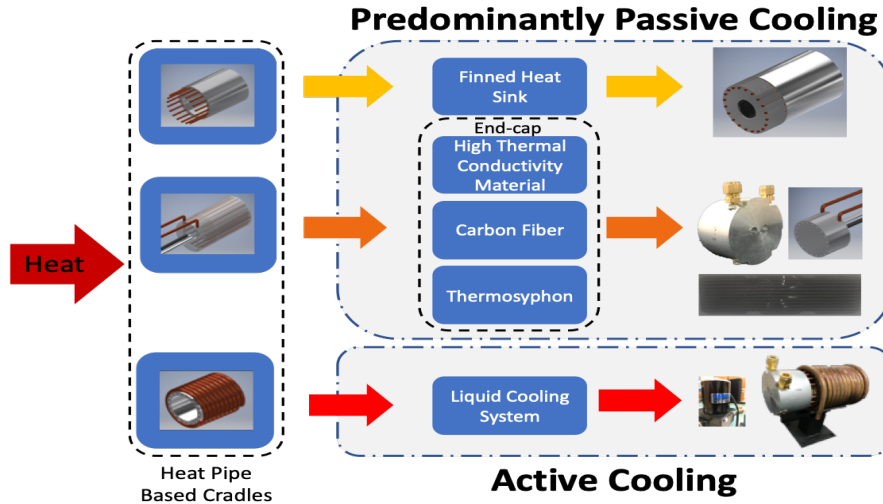 Predominantly Passive Cooling
Finned Heat
Sink
End-cap
High Thermal
Conductivity
Material
Carbon Fiber
Heat
Thermosyphon
Liquid Cooling
System
Heat Pipe
Based Cradles
Active Cooling